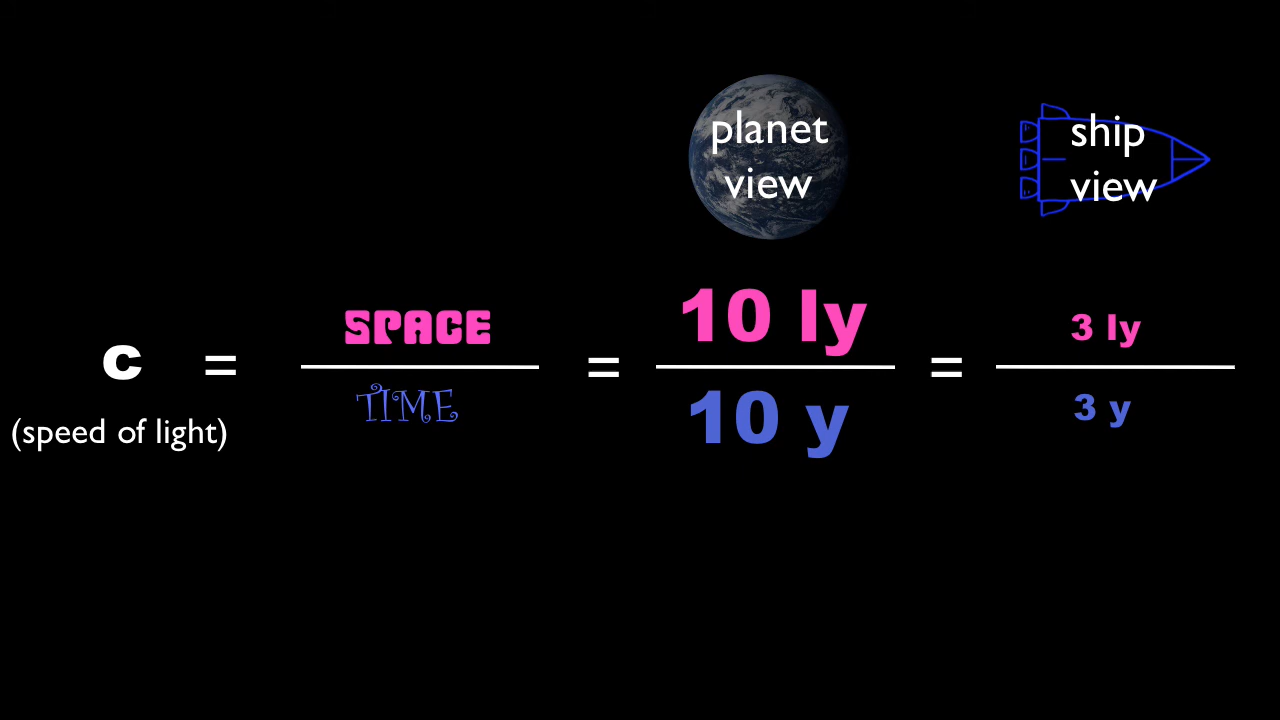 planet
view
ship
view
c = SPACE = 10 ly = 3 ly
TIME 10 y 3 y
(speed of light)